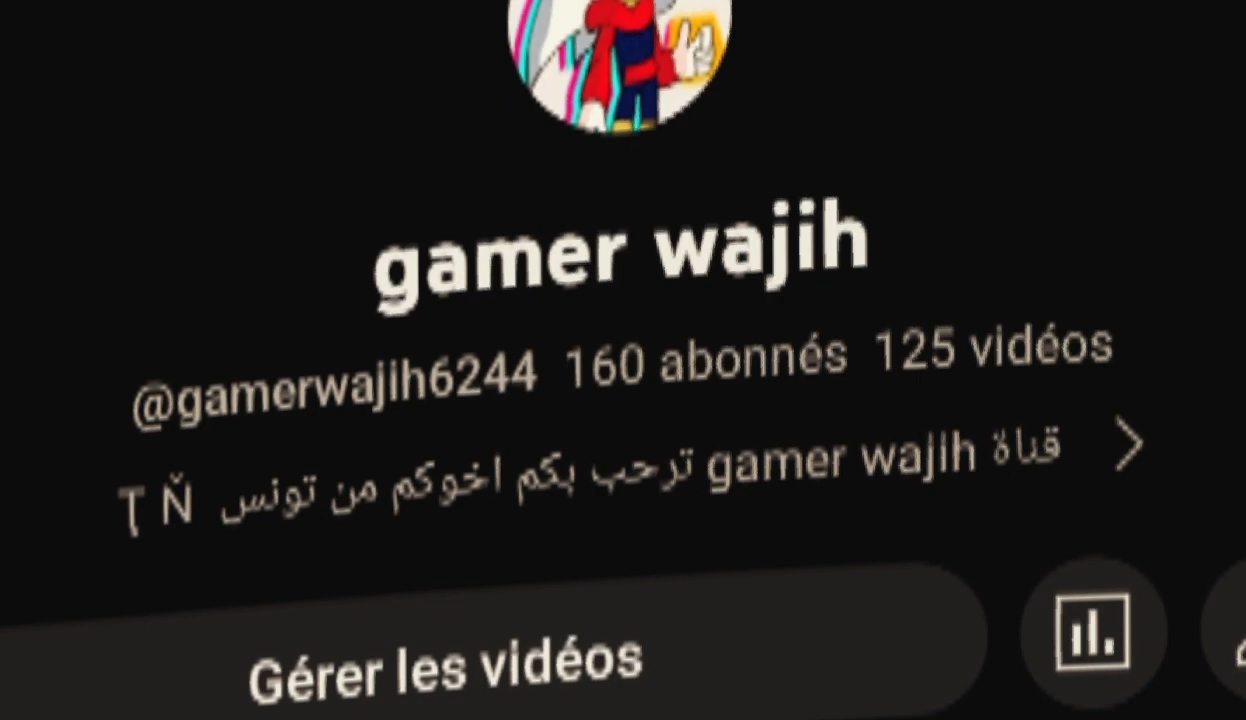 gamer wajih
@gamerwajih6244 160 abonnés 125 vidéos
قناة gamer wajih ترحب بكم اخوكم من تونس Ț Ň
Gérer les vidéos